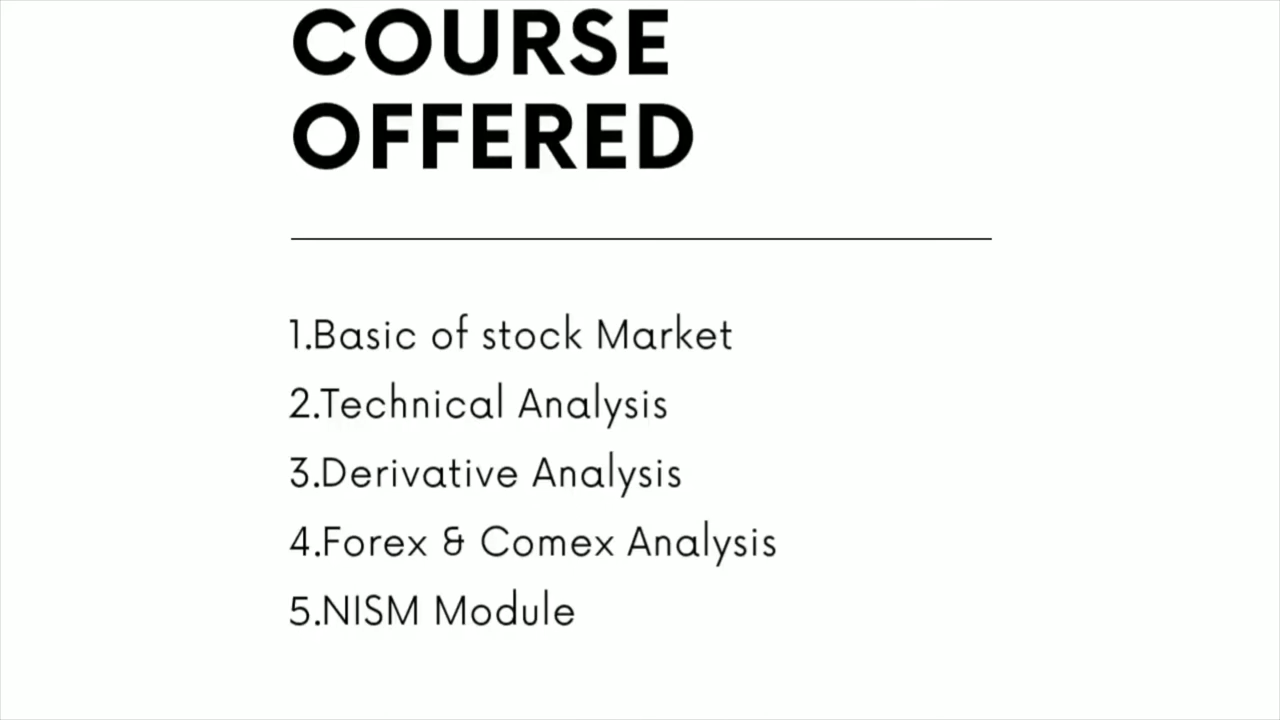 COURSE
OFFERED
1.Basic of stock Market
2.Technical Analysis
3.Derivative Analysis
4.Forex & Comex Analysis
5.NISM Module